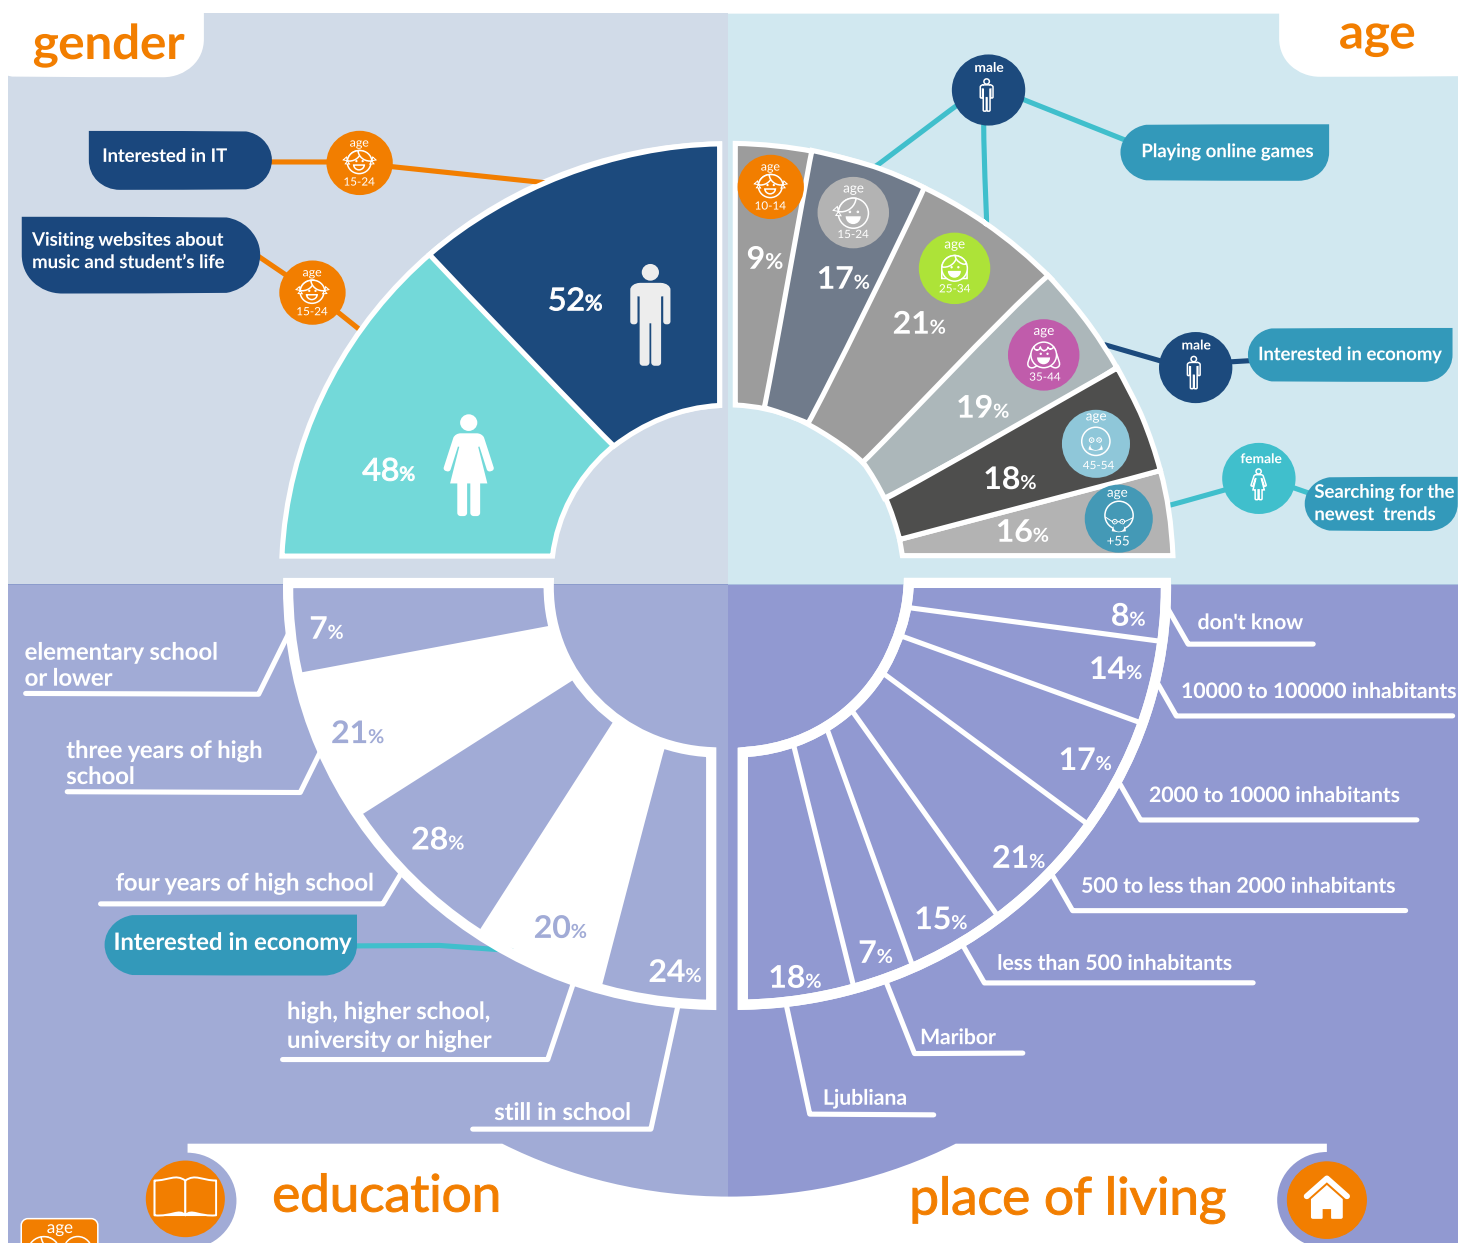 gender
age
Interested in IT
age
15-24
Visiting websites about
music and student's life
age
15-24
52%
48%
male
Playing online games
age
10-14
9%
age
15-24
17%
age
25-34
21%
age
35-44
19%
male
Interested in economy
age
45-54
18%
age
+55
16%
female
Searching for the
newest trends
7%
elementary school
or lower
21%
three years of high
school
28%
four years of high school
Interested in economy
20%
high, higher school,
university or higher
24%
still in school
8%
don't know
14%
10000 to 100000 inhabitants
17%
2000 to 10000 inhabitants
21%
500 to less than 2000 inhabitants
15%
less than 500 inhabitants
7%
Maribor
18%
Ljubliana
education
place of living
age